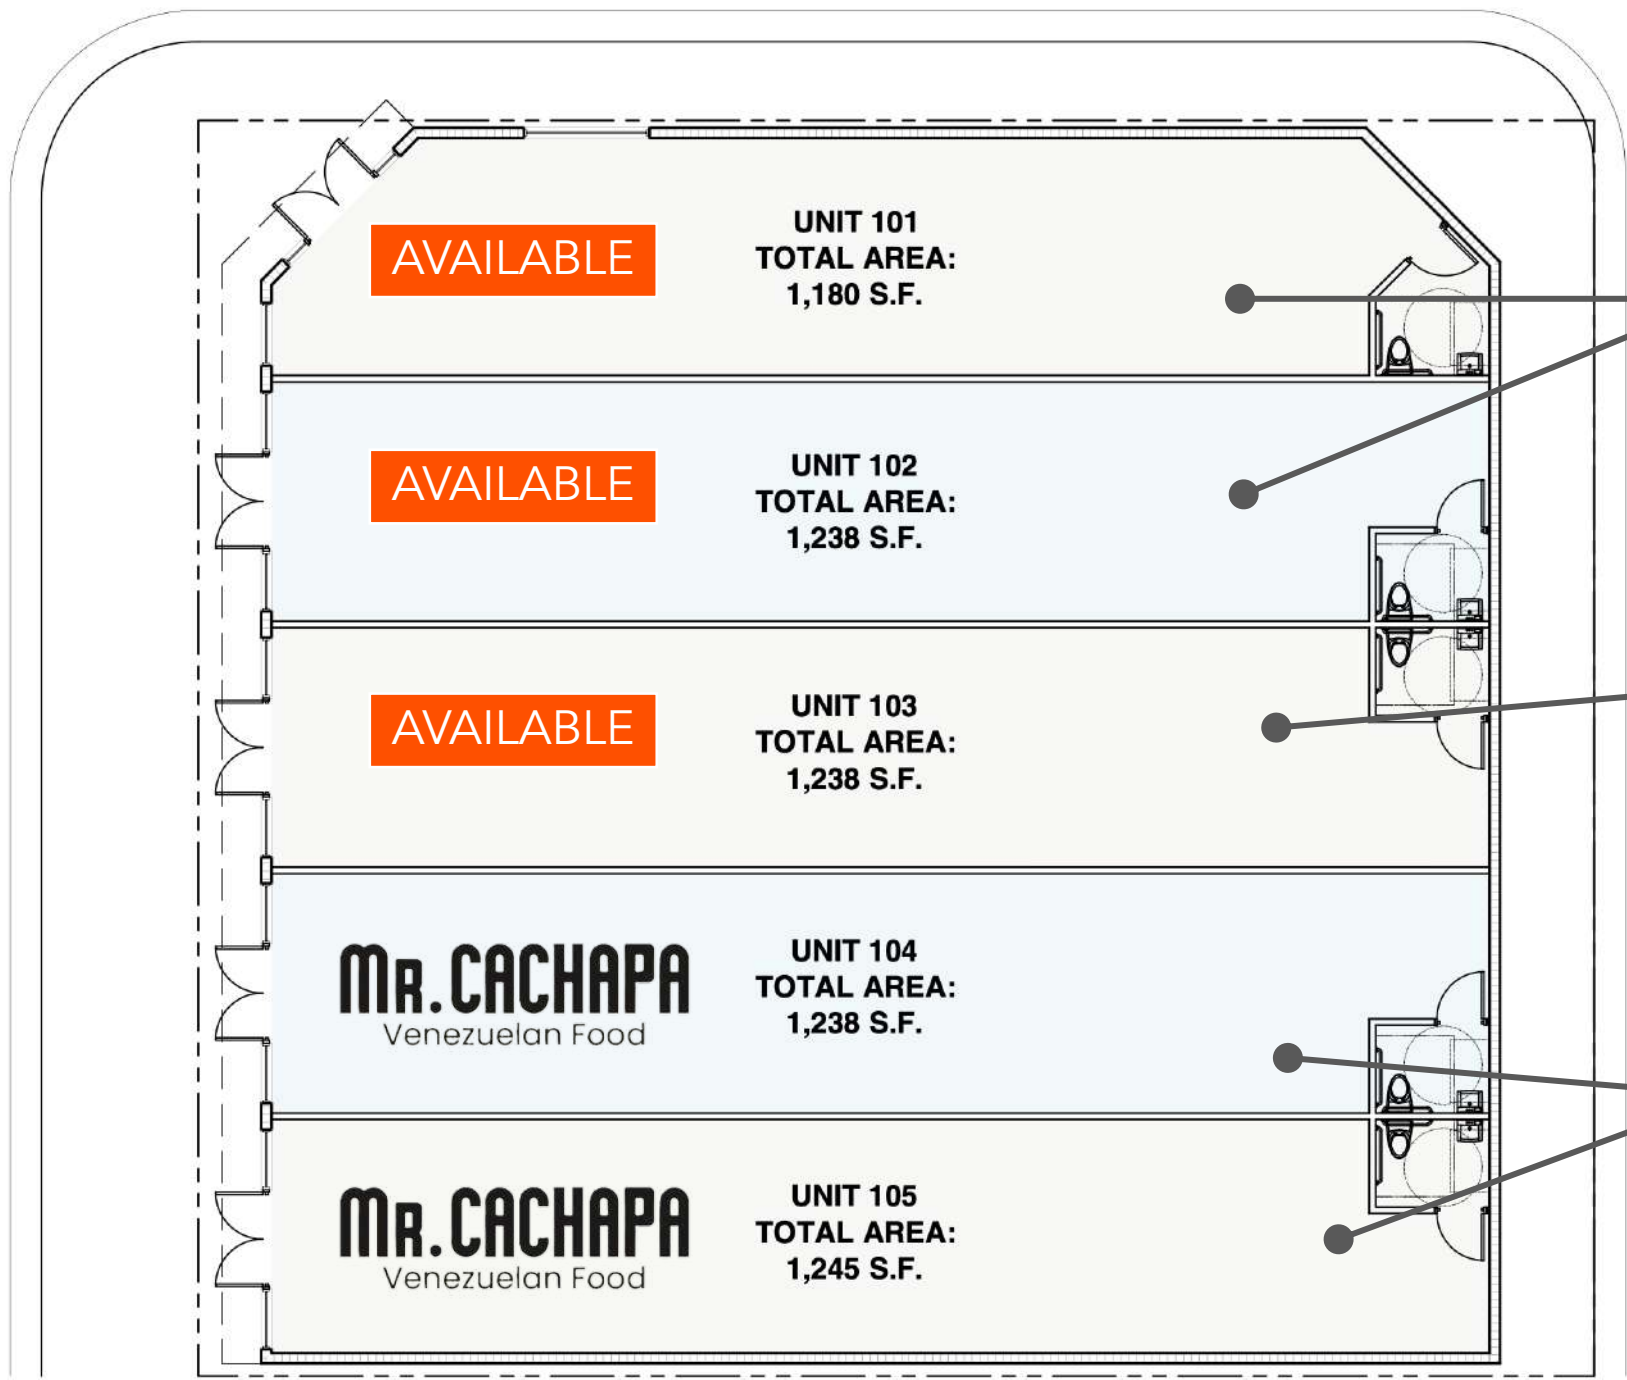 AVAILABLE
UNIT 101
TOTAL AREA:
1,180 S.F.
AVAILABLE
UNIT 102
TOTAL AREA:
1,238 S.F.
AVAILABLE
UNIT 103
TOTAL AREA:
1,238 S.F.
MR. CACHAPA
Venezuelan Food
UNIT 104
TOTAL AREA:
1,238 S.F.
MR. CACHAPA
Venezuelan Food
UNIT 105
TOTAL AREA:
1,245 S.F.